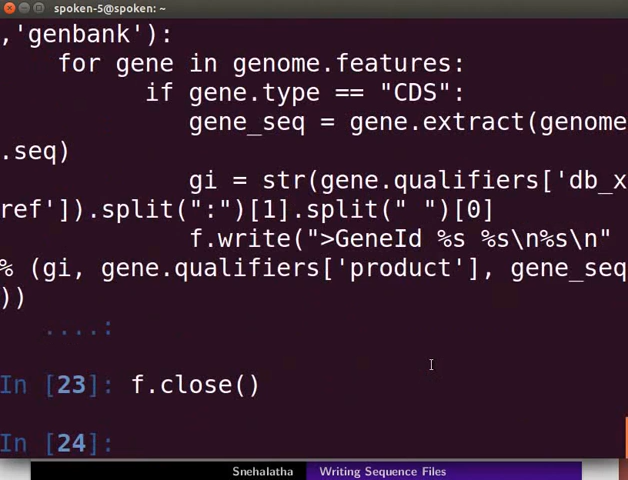 spoken-5@spoken: ~
,'genbank'):
for gene in genome.features:
if gene.type == "CDS":
gene_seq = gene.extract(genome
.seq)
gi = str(gene.qualifiers['db_x
ref']).split(":")[1].split(" ")[0]
f.write(">GeneId %s %s\n%s\n"
% (gi, gene.qualifiers['product'], gene_seq
))
....:
In [23]: f.close()
In [24]:
Snehalatha Writing Sequence Files